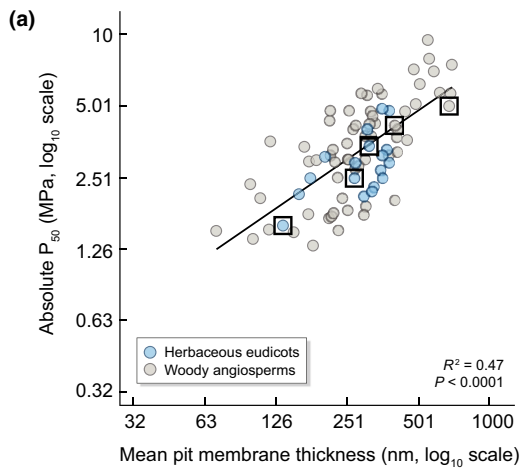 (a)
Absolute P50 (MPa, log10 scale)
10
5.01
2.51
1.26
0.63
0.32
Herbaceous eudicots
Woody angiosperms
R2 = 0.47
P < 0.0001
32 63 126 251 501 1000
Mean pit membrane thickness (nm, log10 scale)